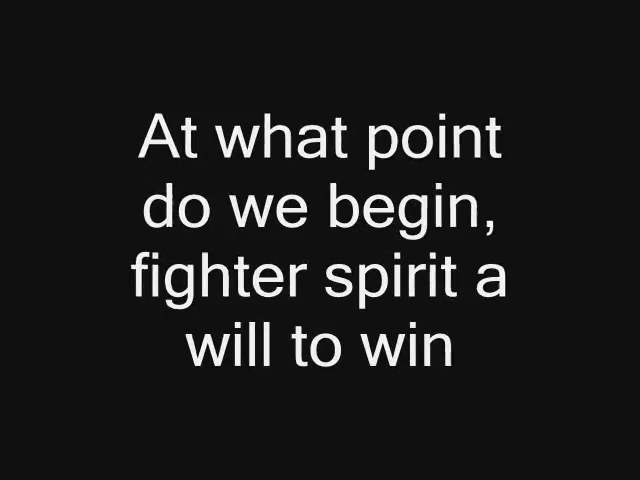 At what point
do we begin,
fighter spirit a
will to win